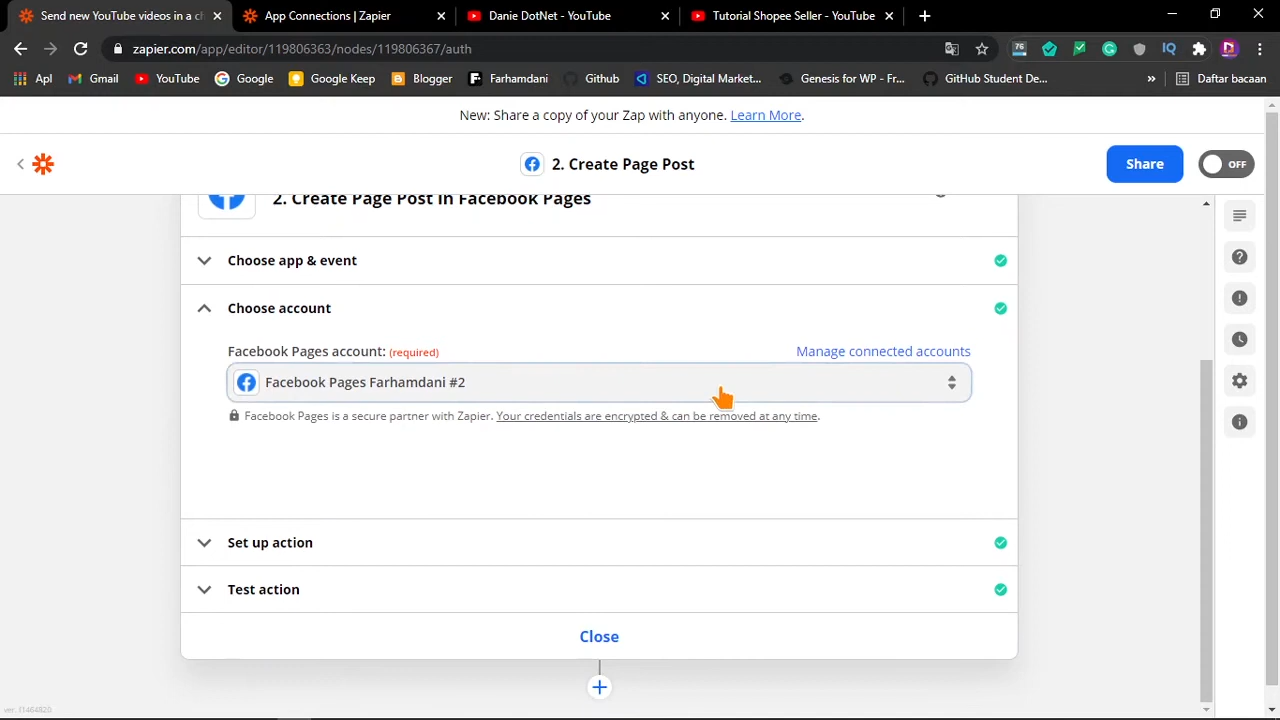 Send new YouTube videos in a ch
App Connections | Zapier
Danie DotNet - YouTube
Tutorial Shopee Seller - YouTube
zapier.com/app/editor/119806363/nodes/119806367/auth
76
IQ
Apl
Gmail
YouTube
Google
Google Keep
Blogger
Farhamdani
Github
SEO, Digital Market...
Genesister WP - Fr...
GitHub Student De...
»
Daftar bacaan
New: Share a copy of your Zap with anyone. Learn More.
2. Create Page Post
Share
OFF
2. Create Page Post in Facebook Pages
Choose app & event
Choose account
Facebook Pages account: (required)
Manage connected accounts
Facebook Pages Farhamdani #2
Facebook Pages is a secure partner with Zapier. Your credentials are encrypted & can be removed at any time.
Set up action
Test action
Close